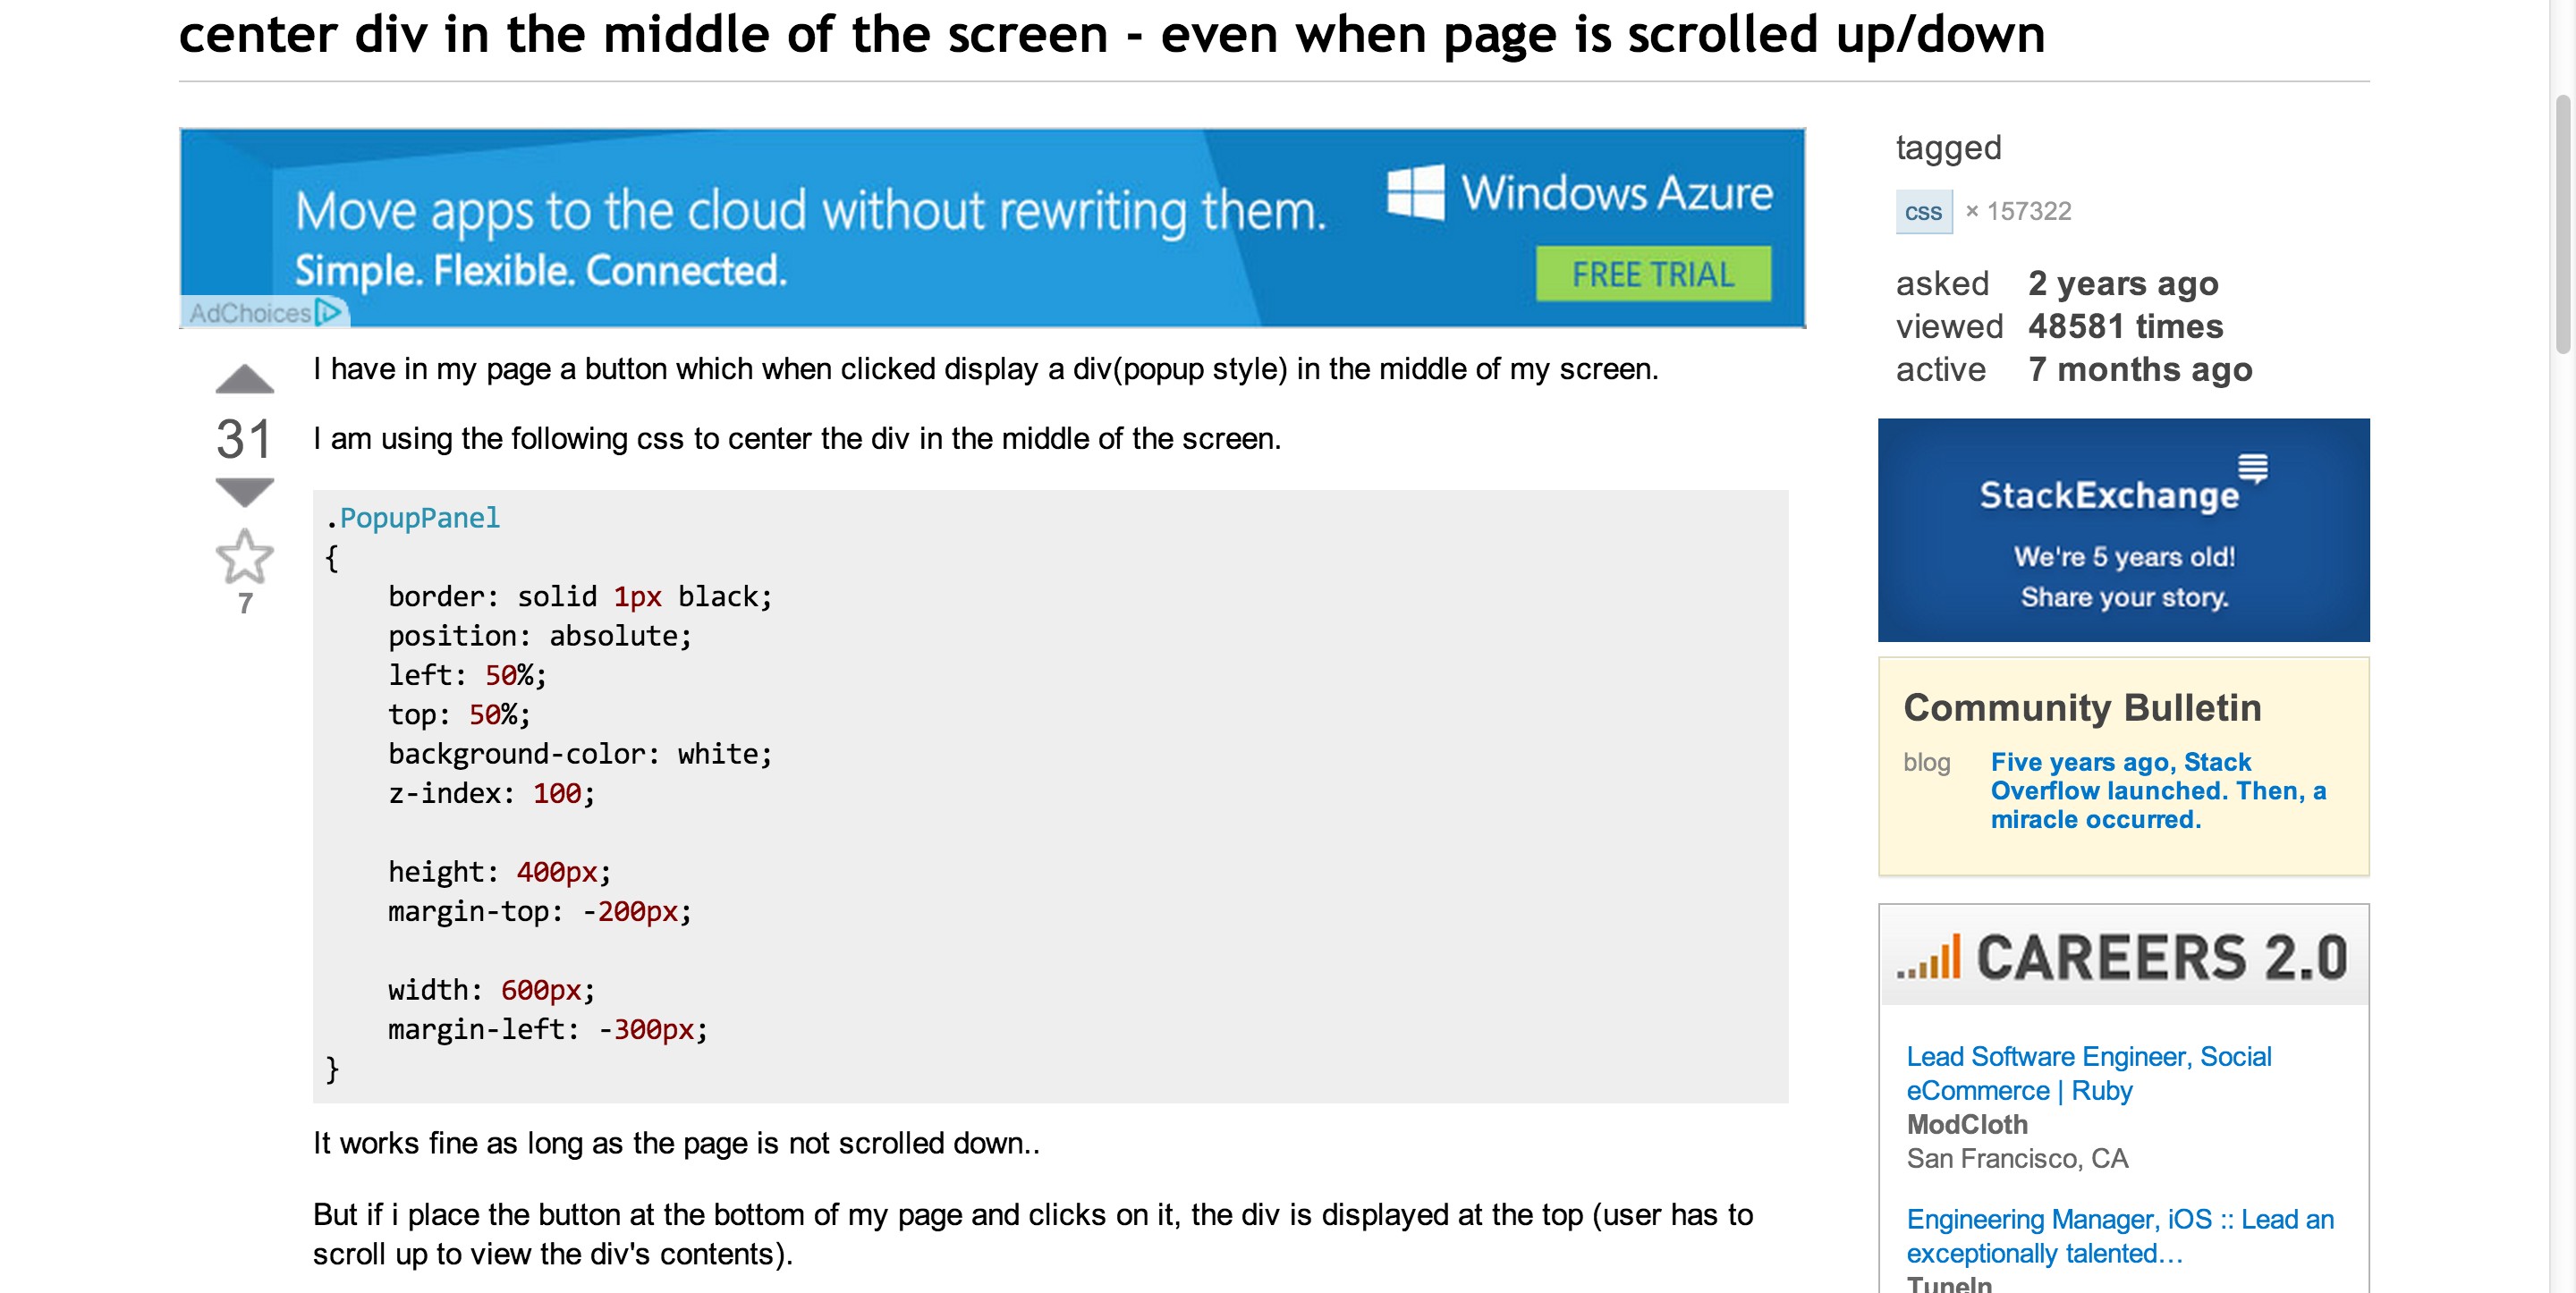 center div in the middle of the screen - even when page is scrolled up/down
Move apps to the cloud without rewriting them.
Simple. Flexible. Connected.
Windows Azure
FREE TRIAL
AdChoices
31
7
I have in my page a button which when clicked display a div(popup style) in the middle of my screen.
I am using the following css to center the div in the middle of the screen.
.PopupPanel
{
    border: solid 1px black;
    position: absolute;
    left: 50%;
    top: 50%;
    background-color: white;
    z-index: 100;
    height: 400px;
    margin-top: -200px;
    width: 600px;
    margin-left: -300px;
}
It works fine as long as the page is not scrolled down..
But if i place the button at the bottom of my page and clicks on it, the div is displayed at the top (user has to
scroll up to view the div's contents).
tagged
css × 157322
asked 2 years ago
viewed 48581 times
active 7 months ago
StackExchange
We're 5 years old!
Share your story.
Community Bulletin
blog Five years ago, Stack
Overflow launched. Then, a
miracle occurred.
CAREERS 2.0
Lead Software Engineer, Social
eCommerce | Ruby
ModCloth
San Francisco, CA
Engineering Manager, iOS :: Lead an
exceptionally talented…
TuneIn